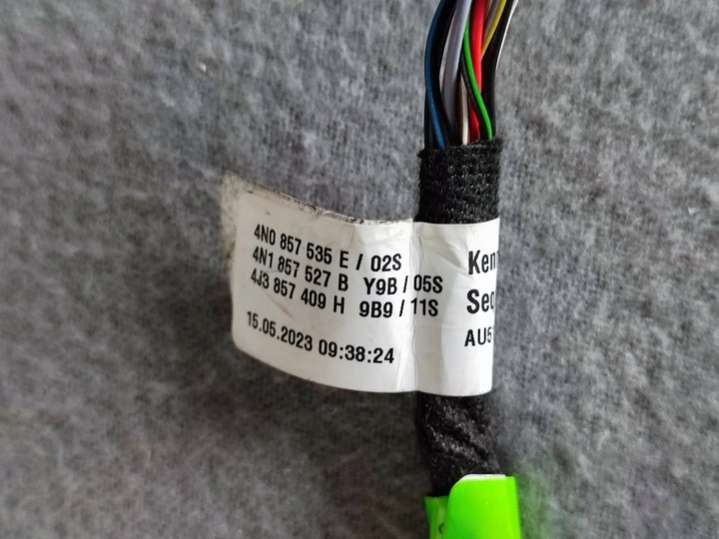 4N0 857 535 E / 02S
4N1 857 527 B Y9B / 05S
4J3 857 409 H 9B9 / 11S
15.05.2023 09:38:24